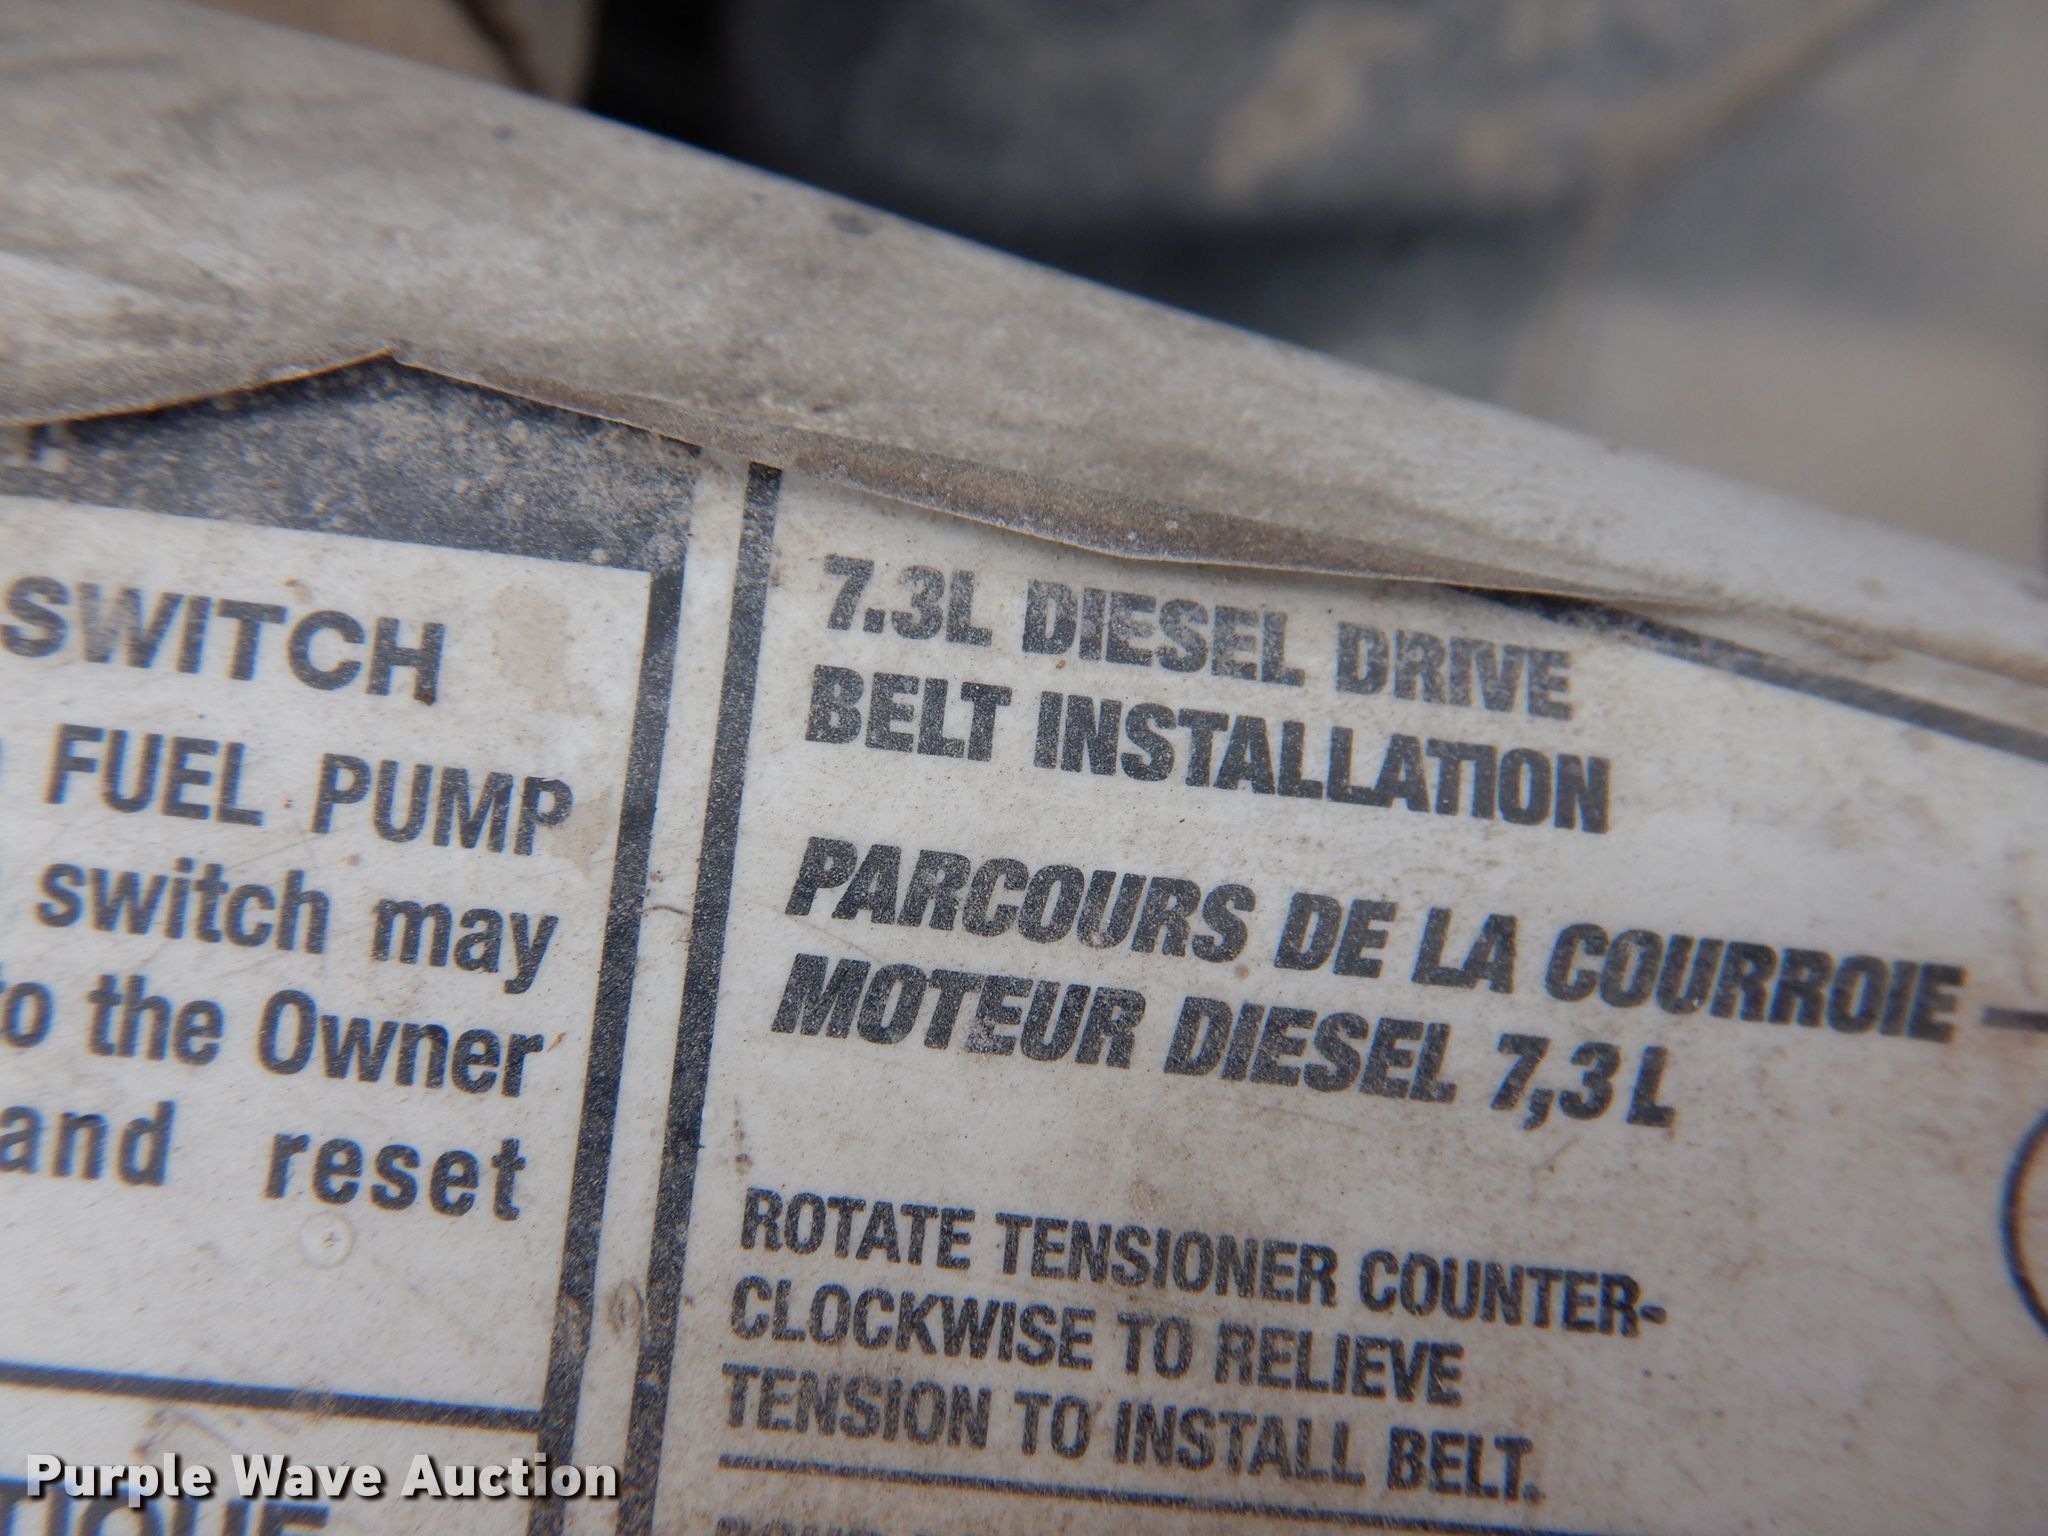 SWITCH
FUEL PUMP
switch may
to the Owner
and reset
7.3L DIESEL DRIVE
BELT INSTALLATION
PARCOURS DE LA COURROIE
MOTEUR DIESEL 7,3 L
ROTATE TENSIONER COUNTER-
CLOCKWISE TO RELIEVE
TENSION TO INSTALL BELT.
Purple Wave Auction